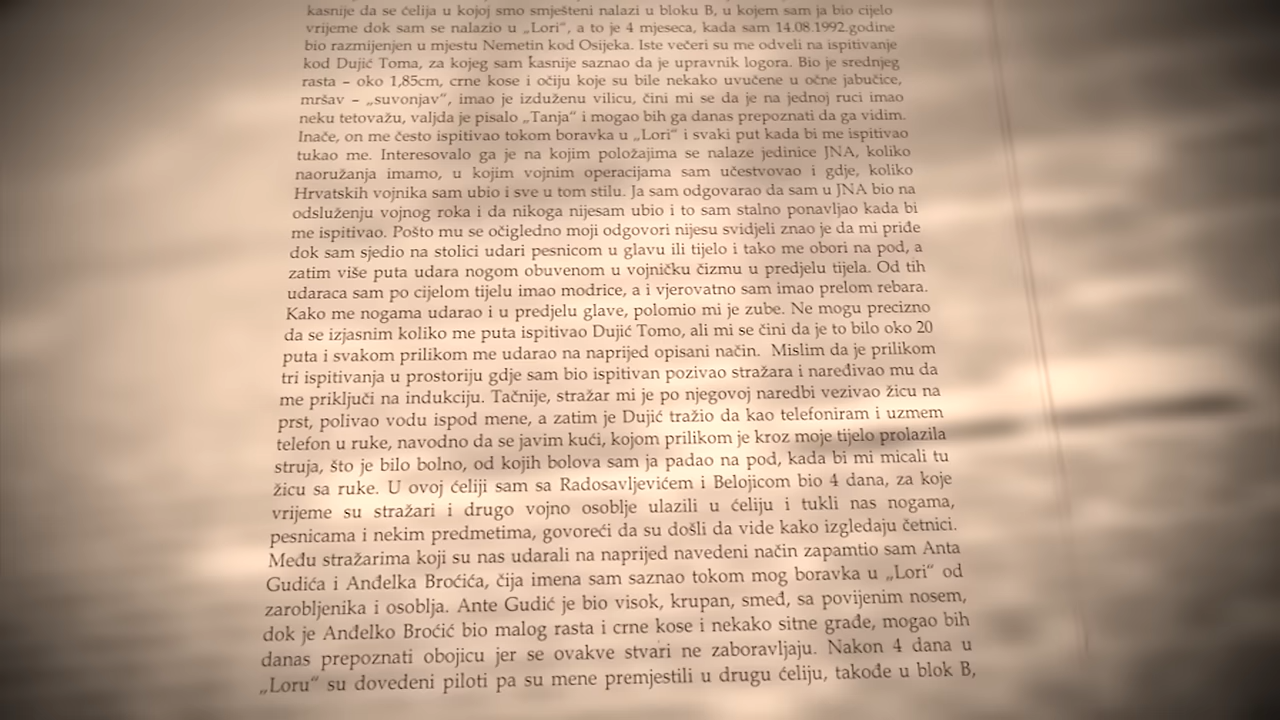 kasnije da se ćelija u kojoj smo smješteni nalazi u bloku B, u kojem sam ja bio cijelo
vrijeme dok sam se nalazio u „Lori“, a to je 4 mjeseca, kada sam 14.08.1992.godine
bio razmijenjen u mjestu Nemetin kod Osijeka. Iste večeri su me odveli na ispitivanje
kod Dujić Toma, za kojeg sam kasnije saznao da je upravnik logora. Bio je srednjeg
rasta – oko 1,85cm, crne kose i očiju koje su bile nekako uvučene u očne jabučice,
mršav – „suvonjav“, imao je izduženu vilicu, čini mi se da je na jednoj ruci imao
neku tetovažu, valjda je pisalo „Tanja“ i mogao bih ga danas prepoznati da ga vidim.
Inače, on me često ispitivao tokom boravka u „Lori“ i svaki put kada bi me ispitivao
tukao me. Interesovalo ga je na kojim položajima se nalaze jedinice JNA, koliko
naoružanja imamo, u kojim vojnim operacijama sam učestvovao i gdje, koliko
Hrvatskih vojnika sam ubio i sve u tom stilu. Ja sam odgovarao da sam u JNA bio na
odsluženju vojnog roka i da nikoga nijesam ubio i to sam stalno ponavljao kada bi
me ispitivao. Pošto mu se očigledno moji odgovori nijesu svidjeli znao je da mi priđe
dok sam sjedio na stolici udari pesnicom u glavu ili tijelo i tako me obori na pod, a
zatim više puta udara nogom obuvenom u vojničku čizmu u predjelu tijela. Od tih
udaraca sam po cijelom tijelu imao modrice, a i vjerovatno sam imao prelom rebara.
Kako me nogama udarao i u predjelu glave, polomio mi je zube. Ne mogu precizno
da se izjasnim koliko me puta ispitivao Dujić Tomo, ali mi se čini da je to bilo oko 20
puta i svakom prilikom me udarao na naprijed opisani način. Mislim da je prilikom
tri ispitivanja u prostoriju gdje sam bio ispitivan pozivao stražara i naređivao mu da
me priključi na indukciju. Tačnije, stražar mi je po njegovoj naredbi vezivao žicu na
prst, polivao vodu ispod mene, a zatim je Dujić tražio da kao telefoniram i uzmem
telefon u ruke, navodno da se javim kući, kojom prilikom je kroz moje tijelo prolazila
struja, što je bilo bolno, od kojih bolova sam ja padao na pod, kada bi mi micali tu
žicu sa ruke. U ovoj ćeliji sam sa Radosavljevićem i Belojicom bio 4 dana, za koje
vrijeme su stražari i drugo vojno osoblje ulazili u ćeliju i tukli nas nogama,
pesnicama i nekim predmetima, govoreći da su došli da vide kako izgledaju četnici.
Među stražarima koji su nas udarali na naprijed navedeni način zapamtio sam Anta
Gudića i Anđelka Broćića, čija imena sam saznao tokom mog boravka u „Lori“ od
zarobljenika i osoblja. Ante Gudić je bio visok, krupan, smeđ, sa povijenim nosem,
dok je Anđelko Broćić bio malog rasta i crne kose i nekako sitne građe, mogao bih
danas prepoznati obojicu jer se ovakve stvari ne zaboravljaju. Nakon 4 dana u
„Loru“ su dovedeni piloti pa su mene premjestili u drugu ćeliju, takođe u blok B,